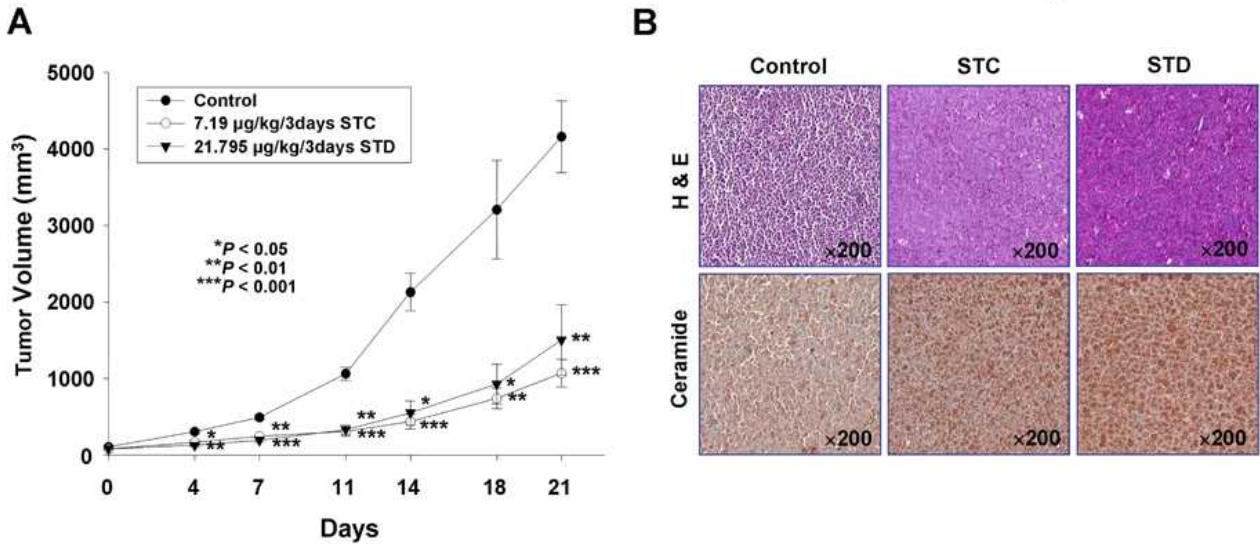 A
5000
4000
3000
2000
1000
0
Tumor Volume (mm³)
Control
7.19 µg/kg/3days STC
21.795 µg/kg/3days STD
*P < 0.05
**P < 0.01
***P < 0.001
**
***
*
**
*
***
**
***
**
***
*
**
0 4 7 11 14 18 21
Days
B
Control STC STD
H & E
×200 ×200 ×200
Ceramide
×200 ×200 ×200